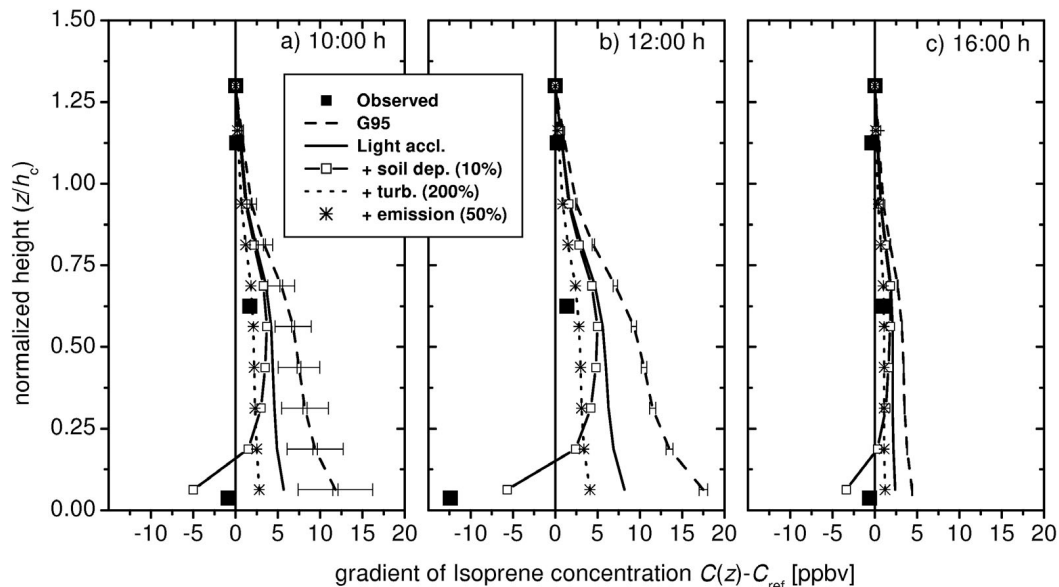 a) 10:00 h
b) 12:00 h
c) 16:00 h
1.50
1.25
1.00
0.75
0.50
0.25
0.00
normalized height (z/h_c)
Observed
G95
Light accl.
+ soil dep. (10%)
+ turb. (200%)
+ emission (50%)
-10 -5 0 5 10 15 20
-10 -5 0 5 10 15 20
-10 -5 0 5 10 15 20
gradient of Isoprene concentration C(z)-C_ref [ppbv]